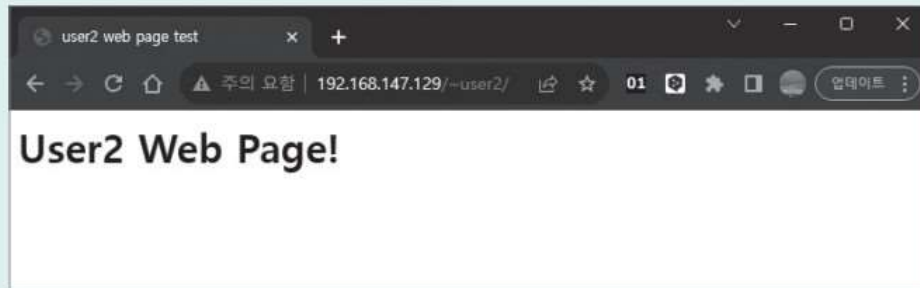 user2 web page test
주의 요함 | 192.168.147.129/~user2/ 01 업데이트
User2 Web Page!